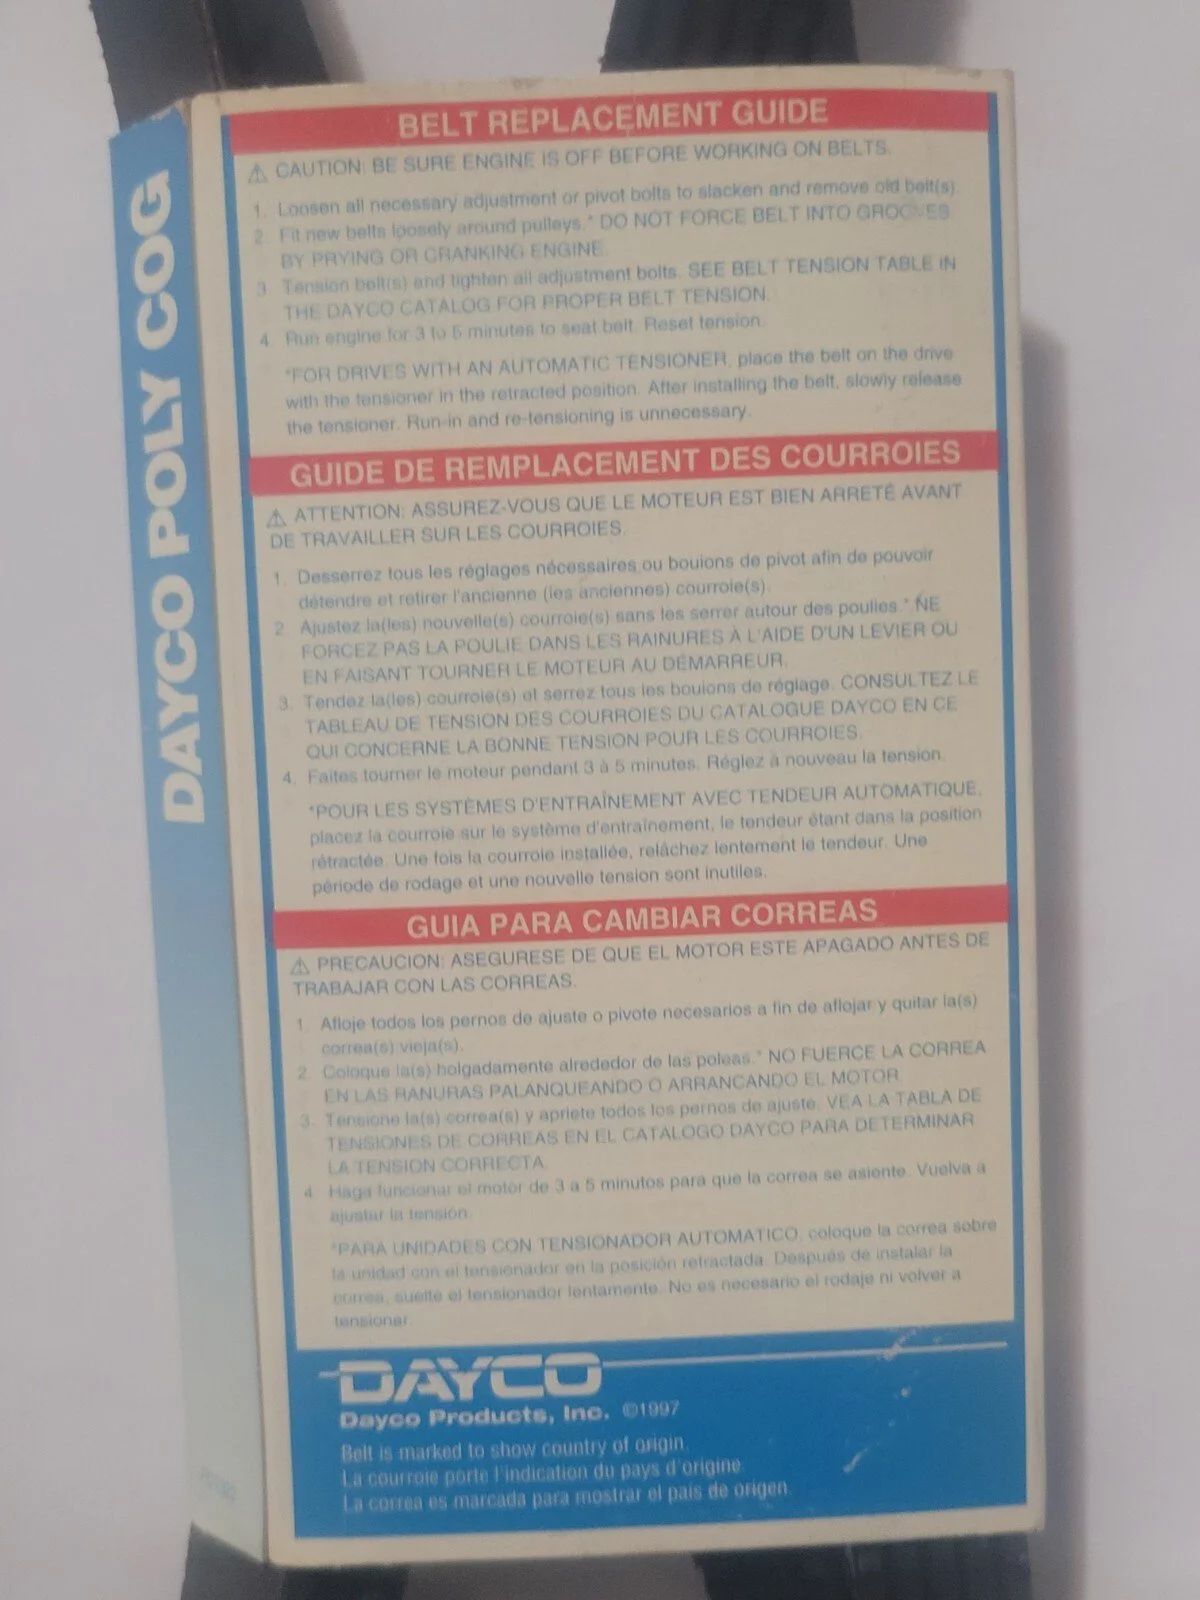 DAYCO POLY COG
BELT REPLACEMENT GUIDE
⚠ CAUTION: BE SURE ENGINE IS OFF BEFORE WORKING ON BELTS.
1. Loosen all necessary adjustment or pivot bolts to slacken and remove old belt(s).
2. Fit new belts loosely around pulleys.* DO NOT FORCE BELT INTO GROOVES
BY PRYING OR CRANKING ENGINE.
3. Tension belt(s) and tighten all adjustment bolts. SEE BELT TENSION TABLE IN
THE DAYCO CATALOG FOR PROPER BELT TENSION.
4. Run engine for 3 to 5 minutes to seat belt. Reset tension.
*FOR DRIVES WITH AN AUTOMATIC TENSIONER, place the belt on the drive
with the tensioner in the retracted position. After installing the belt, slowly release
the tensioner. Run-in and re-tensioning is unnecessary.
GUIDE DE REMPLACEMENT DES COURROIES
⚠ ATTENTION: ASSUREZ-VOUS QUE LE MOTEUR EST BIEN ARRETÉ AVANT
DE TRAVAILLER SUR LES COURROIES.
1. Desserrez tous les réglages nécessaires ou bouions de pivot afin de pouvoir
détendre et retirer l'ancienne (les anciennes) courroie(s).
2. Ajustez la(les) nouvelle(s) courroie(s) sans les serrer autour des poulies.* NE
FORCEZ PAS LA POULIE DANS LES RAINURES À L'AIDE D'UN LEVIER OU
EN FAISANT TOURNER LE MOTEUR AU DÉMARREUR.
3. Tendez la(les) courroie(s) et serrez tous les bouions de réglage. CONSULTEZ LE
TABLEAU DE TENSION DES COURROIES DU CATALOGUE DAYCO EN CE
QUI CONCERNE LA BONNE TENSION POUR LES COURROIES.
4. Faites tourner le moteur pendant 3 à 5 minutes. Réglez à nouveau la tension.
*POUR LES SYSTÈMES D'ENTRAÎNEMENT AVEC TENDEUR AUTOMATIQUE,
placez la courroie sur le système d'entraînement, le tendeur étant dans la position
rétractée. Une fois la courroie installée, relâchez lentement le tendeur. Une
période de rodage et une nouvelle tension sont inutiles.
GUIA PARA CAMBIAR CORREAS
⚠ PRECAUCION: ASEGURESE DE QUE EL MOTOR ESTE APAGADO ANTES DE
TRABAJAR CON LAS CORREAS.
1. Afloje todos los pernos de ajuste o pivote necesarios a fin de aflojar y quitar la(s)
correa(s) vieja(s).
2. Coloque la(s) holgadamente alrededor de las poleas.* NO FUERCE LA CORREA
EN LAS RANURAS PALANQUEANDO O ARRANCANDO EL MOTOR.
3. Tensione la(s) correa(s) y apriete todos los pernos de ajuste. VEA LA TABLA DE
TENSIONES DE CORREAS EN EL CATALOGO DAYCO PARA DETERMINAR
LA TENSION CORRECTA.
4. Haga funcionar el motor de 3 a 5 minutos para que la correa se asiente. Vuelva a
ajustar la tensión.
*PARA UNIDADES CON TENSIONADOR AUTOMATICO, coloque la correa sobre
la unidad con el tensionador en la posición retractada. Después de instalar la
correa, suelte el tensionador lentamente. No es necesario el rodaje ni volver a
tensionar.
DAYCO
Dayco Products, Inc. ©1997
Belt is marked to show country of origin.
La courroie porte l'indication du pays d'origine.
La correa es marcada para mostrar el pais de origen.